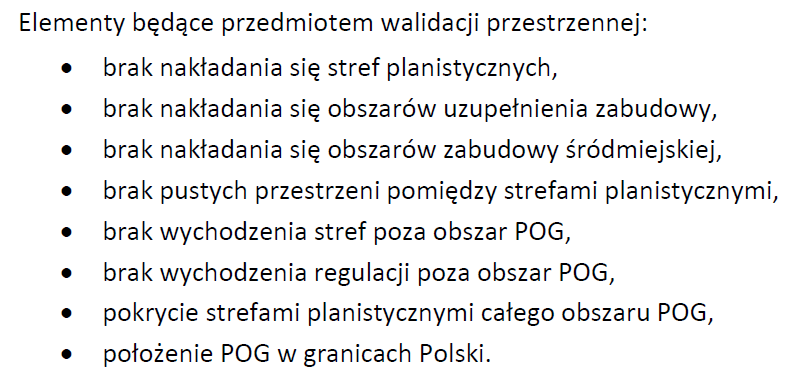 Elementy będące przedmiotem walidacji przestrzennej:
• brak nakładania się stref planistycznych,
• brak nakładania się obszarów uzupełnienia zabudowy,
• brak nakładania się obszarów zabudowy śródmiejskiej,
• brak pustych przestrzeni pomiędzy strefami planistycznymi,
• brak wychodzenia stref poza obszar POG,
• brak wychodzenia regulacji poza obszar POG,
• pokrycie strefami planistycznymi całego obszaru POG,
• położenie POG w granicach Polski.